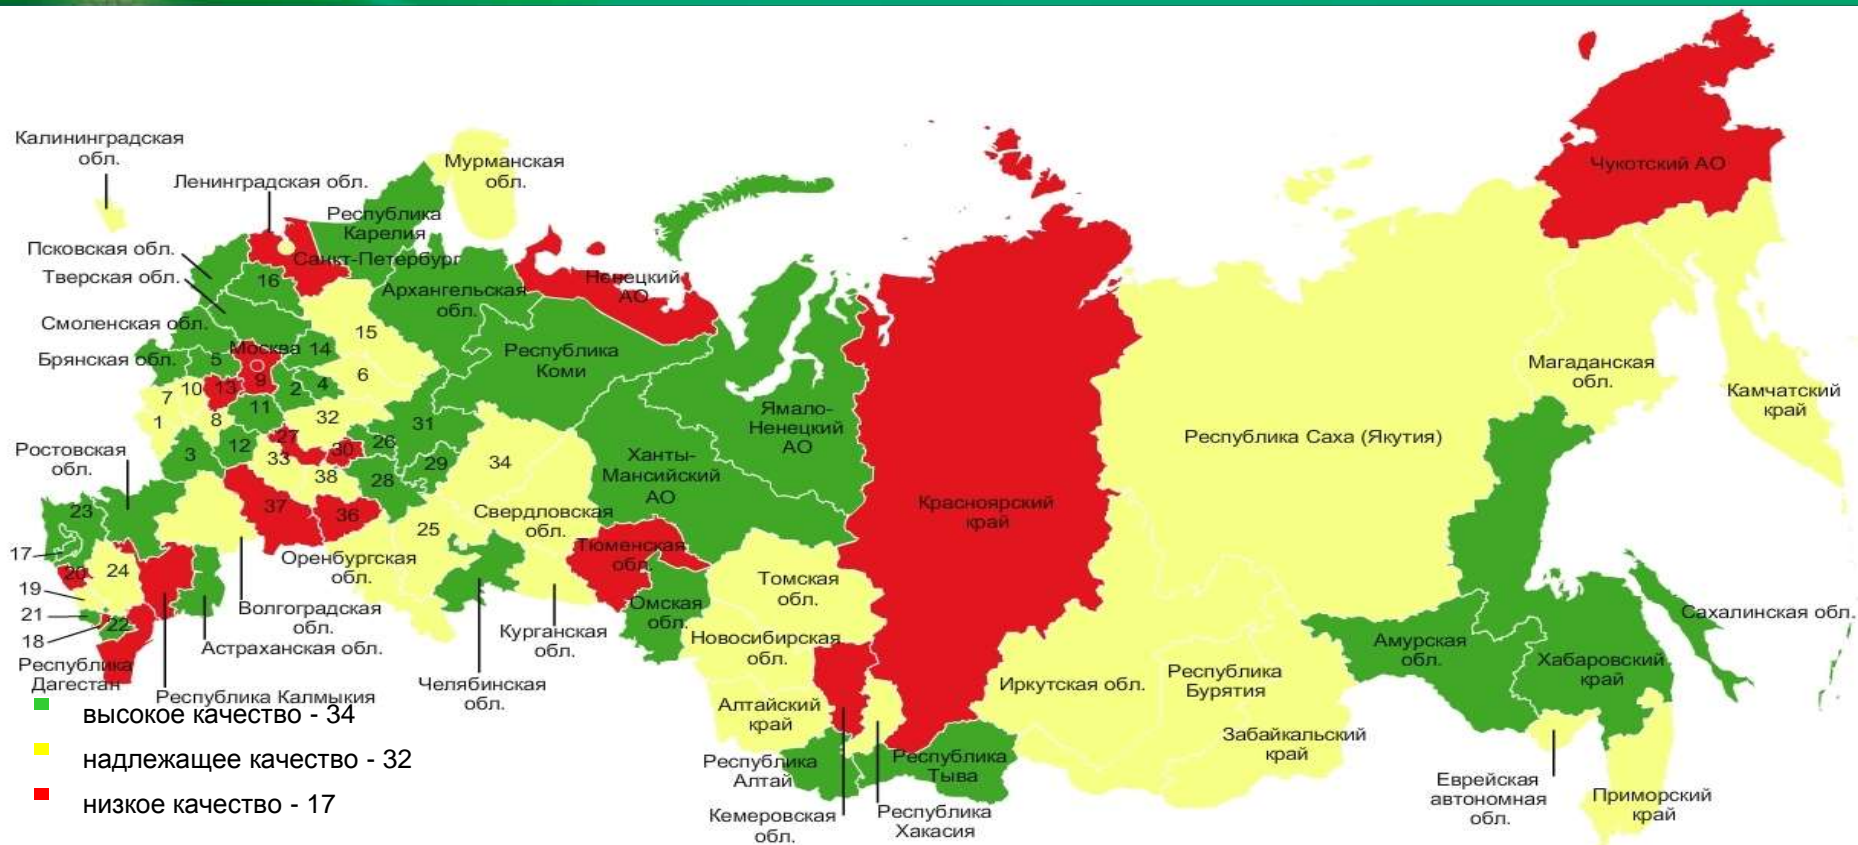 Калининградская
обл.
Мурманская
обл.
Ленинградская обл.
Республика
Карелия
Псковская обл.
Санкт-Петербург
Тверская обл.
16
Ненецкий
АО
Архангельская
обл.
Смоленская обл.
15
Москва
14
Брянская обл.
5
Республика
Коми
6
9
7
10
13
2
4
11
1
8
32
31
Ямало-
Ненецкий
АО
Чукотский АО
Магаданская
обл.
Камчатский
край
Республика Саха (Якутия)
Ростовская
обл.
3
12
27
30
26
33
38
28
29
34
Ханты-
Мансийский
АО
Красноярский
край
23
37
36
25
Свердловская
обл.
17
20
24
Оренбургская
обл.
Тюменская
обл.
Томская
обл.
19
21
18
22
Волгоградская
обл.
Астраханская обл.
Курганская
обл.
Омская
обл.
Новосибирская
обл.
Республика
Дагестан
Республика Калмыкия
Челябинская
обл.
Алтайский
край
Иркутская обл.
Республика
Бурятия
Забайкальский
край
Амурская
обл.
Хабаровский
край
Сахалинская обл.
Республика
Алтай
Республика
Тыва
Кемеровская
обл.
Республика
Хакасия
Еврейская
автономная
обл.
Приморский
край
высокое качество - 34
надлежащее качество - 32
низкое качество - 17